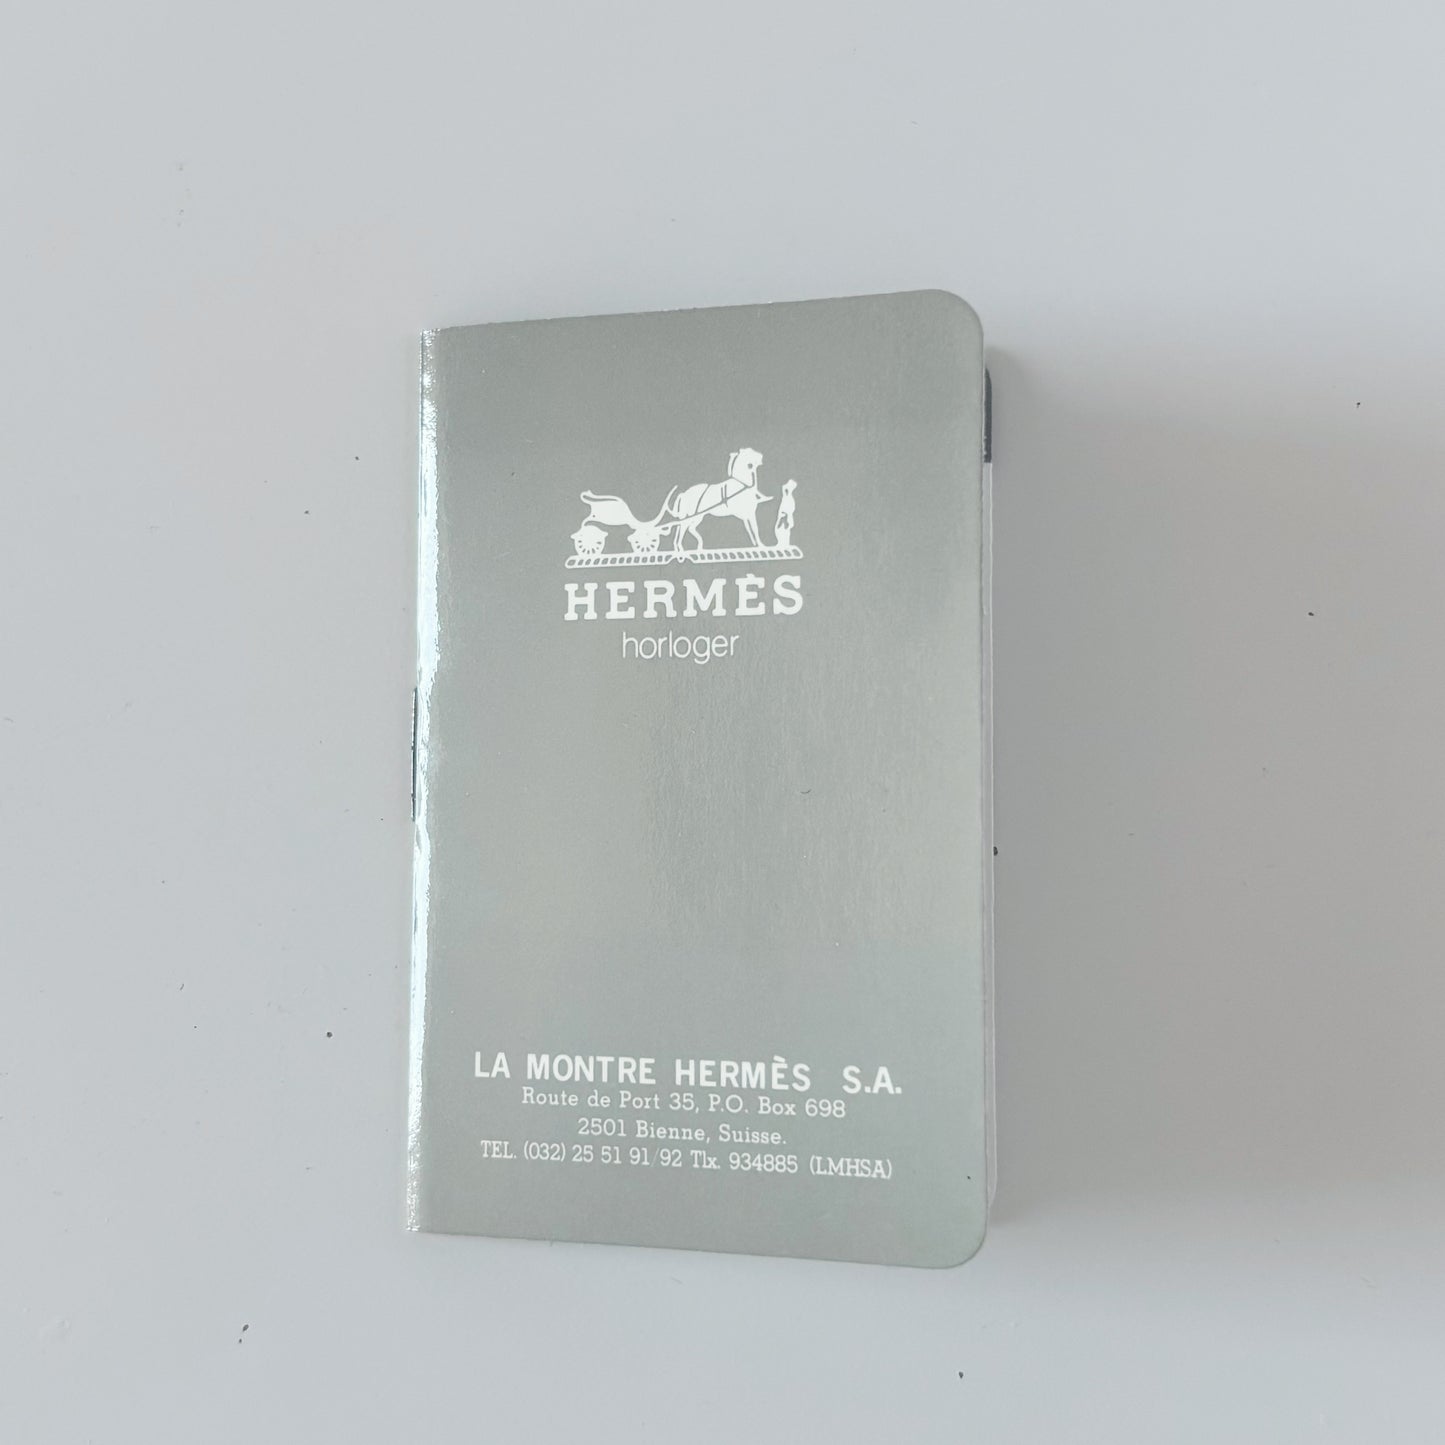 HERMÈS
horloger
LA MONTRE HERMÈS S.A.
Route de Port 35, P.O. Box 698
2501 Bienne, Suisse.
TEL. (032) 25 51 91/92 Tlx. 934885 (LMHSA)